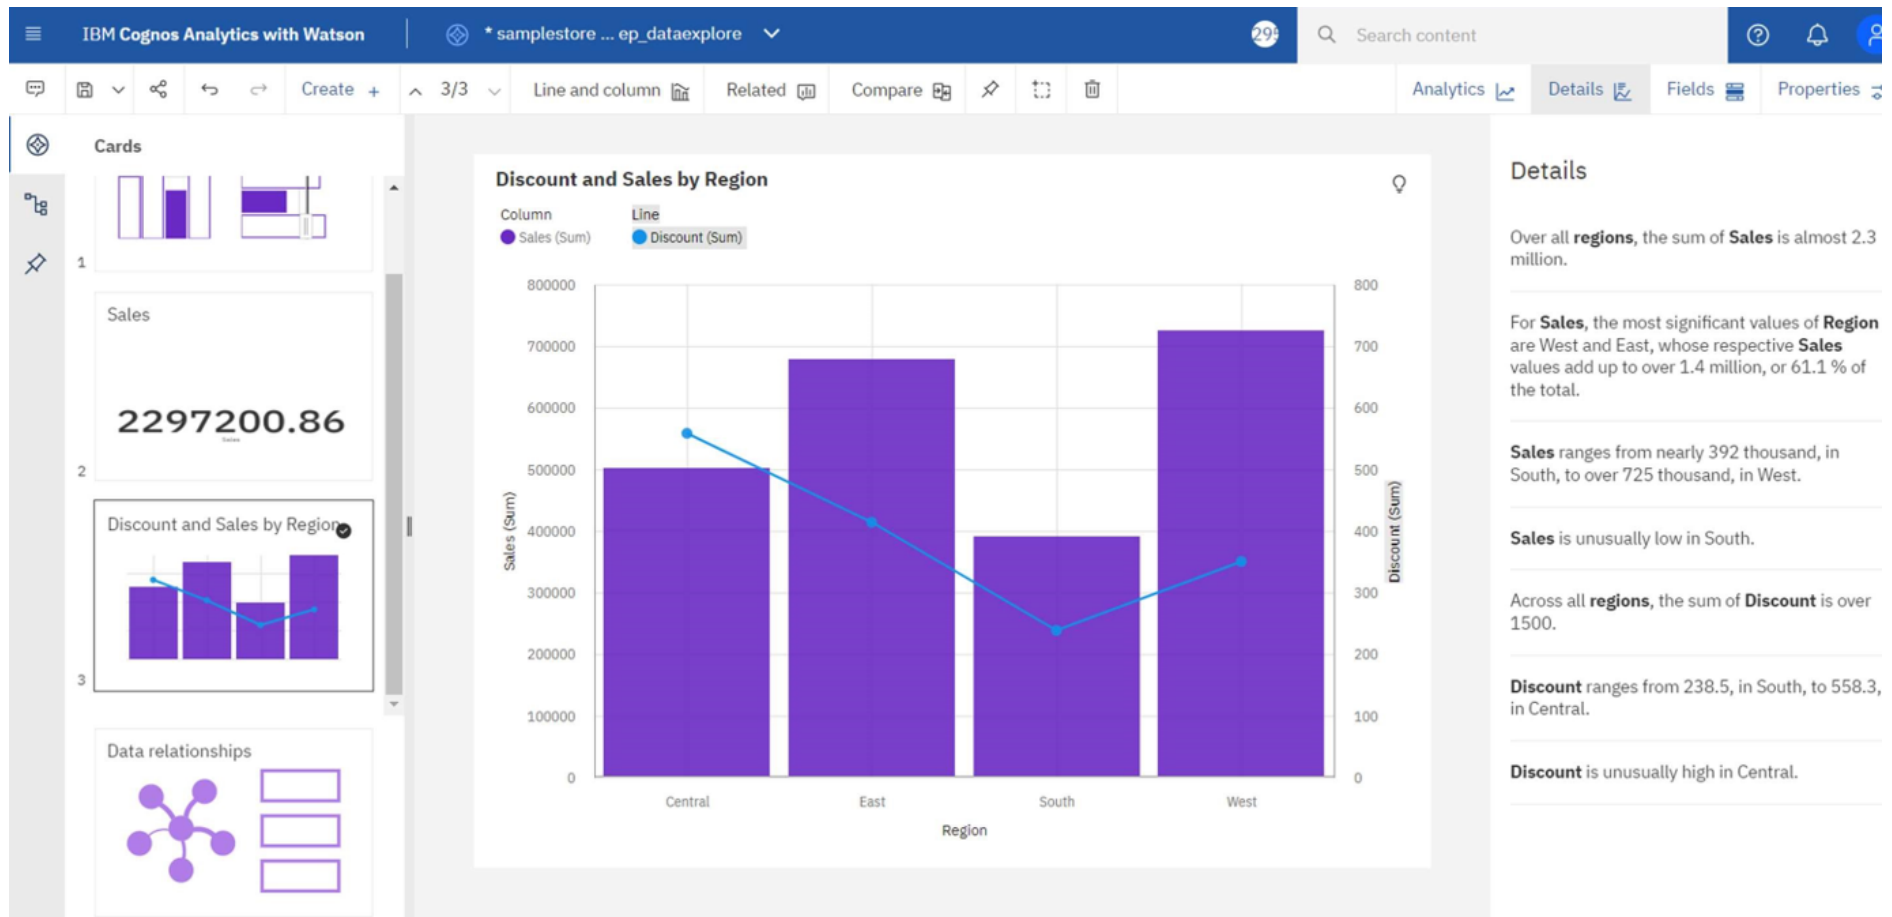 IBM Cognos Analytics with Watson
* samplestore ... ep_dataexplore
Search content
Create +
3/3
Line and column
Related
Compare
Analytics
Details
Fields
Properties
Cards
1
Sales
2297200.86
Sales
2
Discount and Sales by Region
3
Data relationships
Discount and Sales by Region
Column
Line
Sales (Sum)
Discount (Sum)
800000
700000
600000
500000
400000
300000
200000
100000
0
Sales (Sum)
800
700
600
500
400
300
200
100
0
Discount (Sum)
Central
East
South
West
Region
Details
Over all regions, the sum of Sales is almost 2.3
million.
For Sales, the most significant values of Region
are West and East, whose respective Sales
values add up to over 1.4 million, or 61.1 % of
the total.
Sales ranges from nearly 392 thousand, in
South, to over 725 thousand, in West.
Sales is unusually low in South.
Across all regions, the sum of Discount is over
1500.
Discount ranges from 238.5, in South, to 558.3,
in Central.
Discount is unusually high in Central.